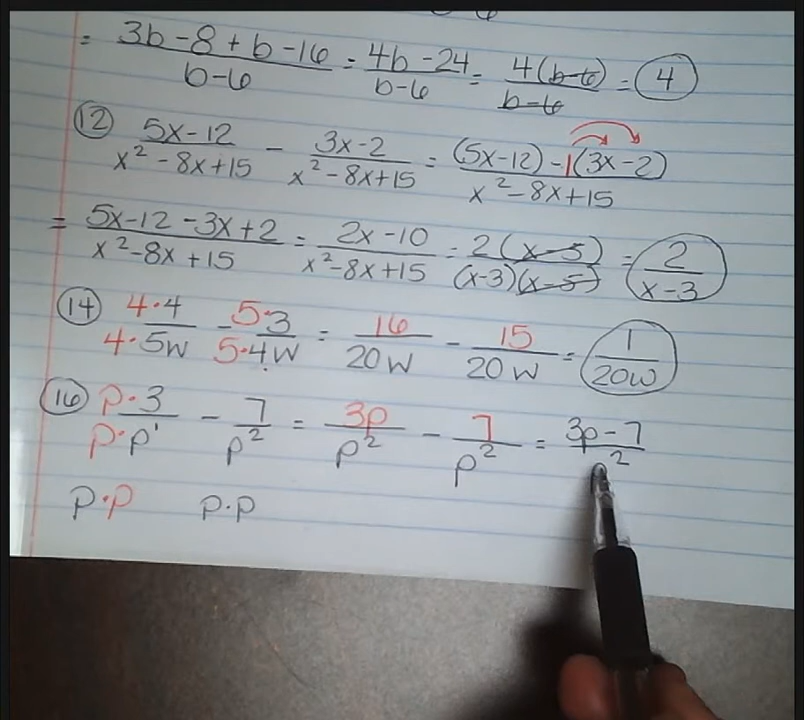 = (3b-8+b-16)/(b-6) = (4b-24)/(b-6) = 4(b-6)/(b-6) = 4
12 (5x-12)/(x²-8x+15) - (3x-2)/(x²-8x+15) = ((5x-12)-1(3x-2))/(x²-8x+15)
= (5x-12-3x+2)/(x²-8x+15) = (2x-10)/(x²-8x+15) = 2(x-5)/((x-3)(x-5)) = 2/(x-3)
14 4·4/4·5w - 5·3/5·4w = 16/20w - 15/20w = 1/20w
16 p·3/p·p¹ - 7/p² = 3p/p² - 7/p² = (3p-7)/p²
p·p p·p